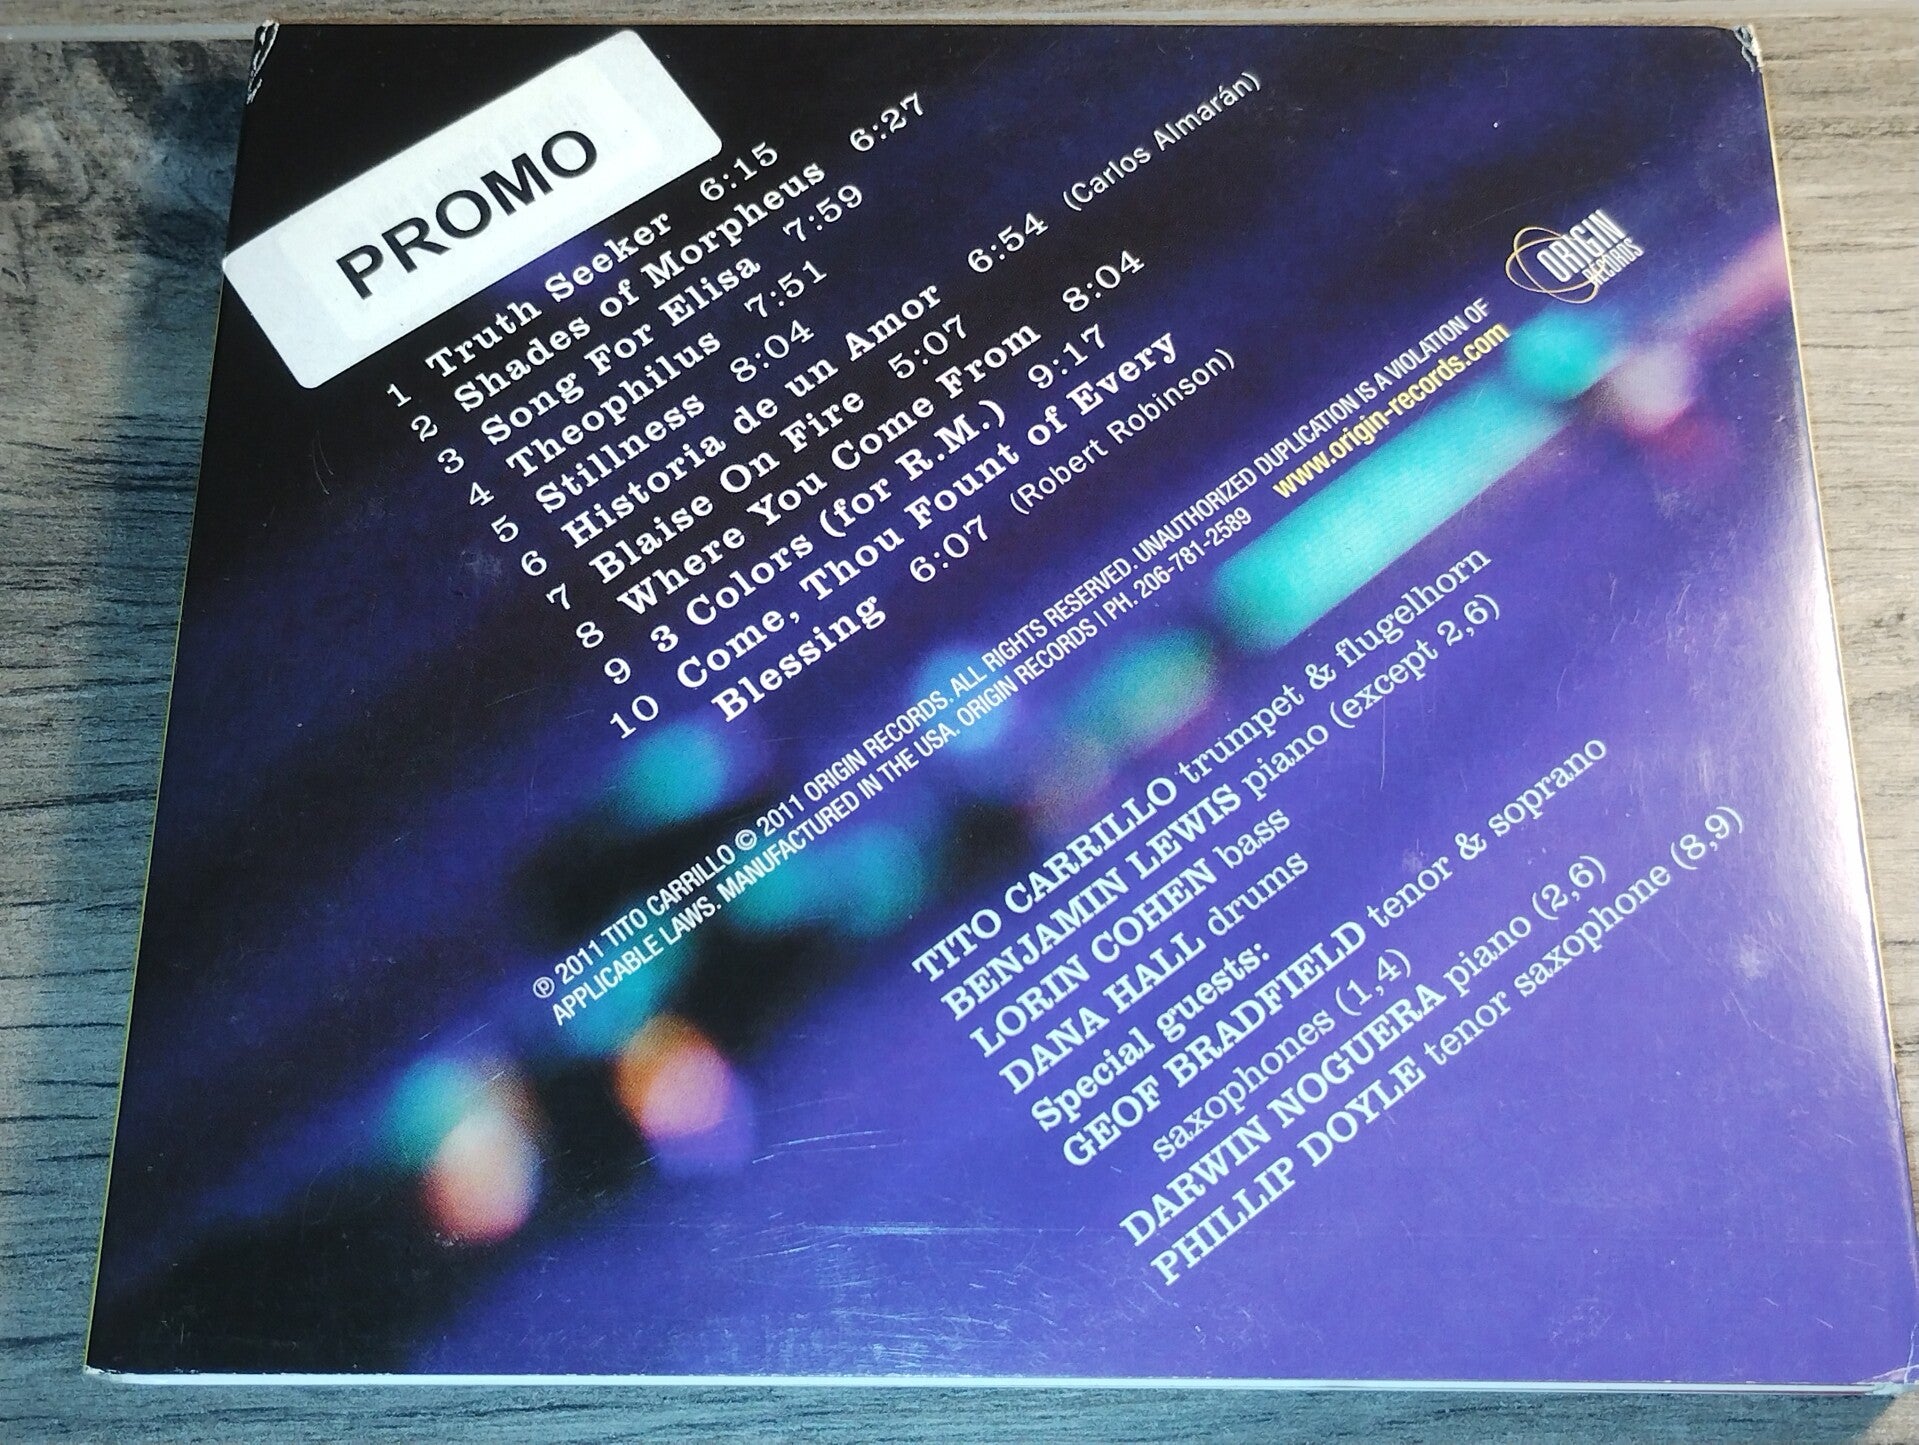 PROMO
1 Truth Seeker 6:15
2 Shades of Morpheus 6:27
3 Song For Elisa 7:59
4 Theophilus 7:51
5 Stillness 8:04
6 Historia de un Amor 6:54 (Carlos Almarán)
7 Blaise On Fire 5:07
8 Where You Come From 8:04
9 3 Colors (for R.M.) 9:17
10 Come, Thou Fount of Every
Blessing 6:07 (Robert Robinson)
ORIGIN
RECORDS
℗ 2011 TITO CARRILLO © 2011 ORIGIN RECORDS. ALL RIGHTS RESERVED. UNAUTHORIZED DUPLICATION IS A VIOLATION OF
APPLICABLE LAWS. MANUFACTURED IN THE USA. ORIGIN RECORDS | PH. 206-781-2589 www.origin-records.com
TITO CARRILLO trumpet & flugelhorn
BENJAMIN LEWIS piano (except 2,6)
LORIN COHEN bass
DANA HALL drums
Special guests:
GEOF BRADFIELD tenor & soprano
saxophones (1,4)
DARWIN NOGUERA piano (2,6)
PHILLIP DOYLE tenor saxophone (8,9)